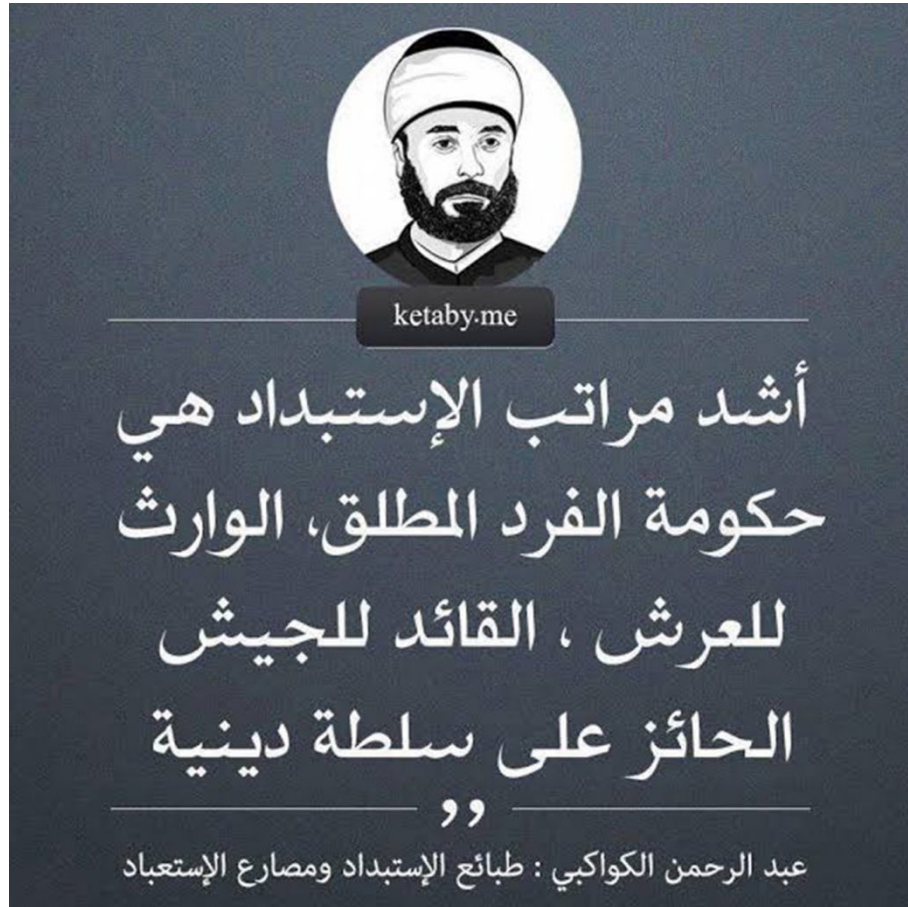 ketaby.me
أشد مراتب الإستبداد هي
حكومة الفرد المطلق، الوارث
للعرش ، القائد للجيش
الحائز على سلطة دينية
,,
عبد الرحمن الكواكبي : طبائع الإستبداد ومصارع الإستعباد